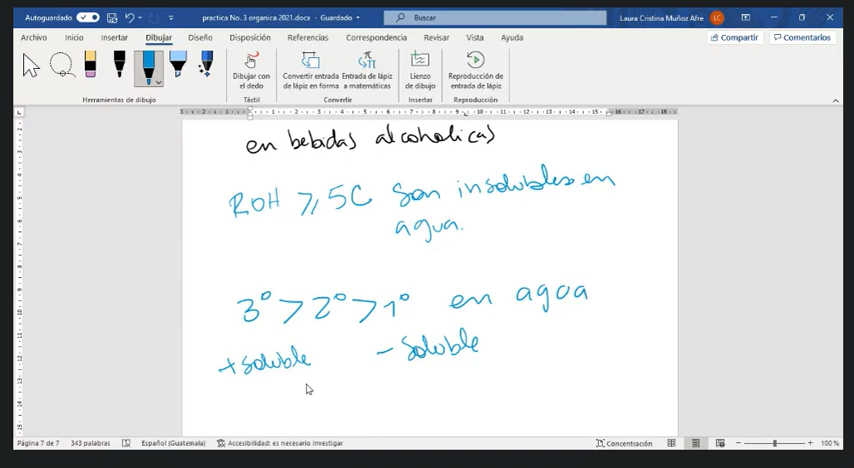 Autoguardado
practica No. 3 organica 2021.docx - Guardado
Buscar
Laura Cristina Muñoz Afre
LC
Archivo Inicio Insertar Dibujar Diseño Disposición Referencias Correspondencia Revisar Vista Ayuda
Compartir Comentarios
Dibujar con el dedo
Convertir entrada de lápiz en forma
Entrada de lápiz a matemáticas
Lienzo de dibujo
Reproducción de entrada de lápiz
Herramientas de dibujo Táctil Convertir Insertar Reproducción
en bebidas alcoholicas
ROH ⩾ 5C son insolubles en
agua.
3° > 2° > 1° en agua
+ soluble - soluble
Página 7 de 7 343 palabras Español (Guatemala) Accesibilidad: es necesario investigar Concentración 100 %